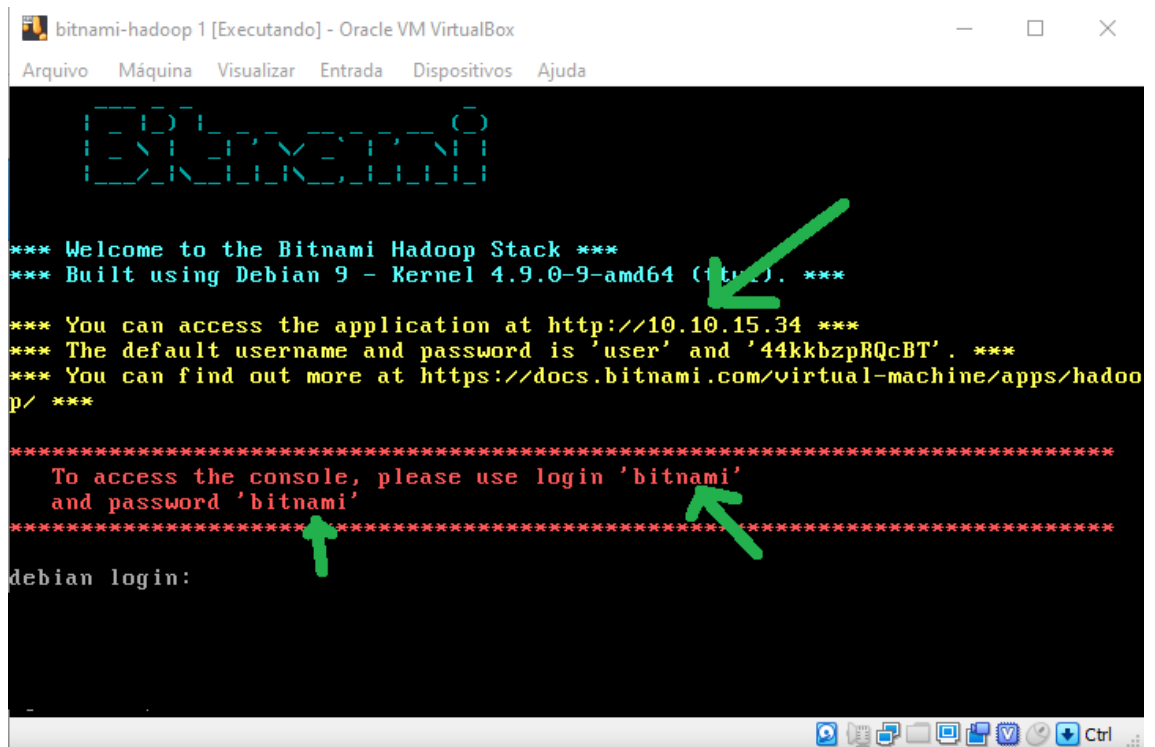 bitnami-hadoop 1 [Executando] - Oracle VM VirtualBox
Arquivo Máquina Visualizar Entrada Dispositivos Ajuda
Bitnami
*** Welcome to the Bitnami Hadoop Stack ***
*** Built using Debian 9 - Kernel 4.9.0-9-amd64 ***
*** You can access the application at http://10.10.15.34 ***
*** The default username and password is 'user' and '44kkbzpRQcBT'. ***
*** You can find out more at https://docs.bitnami.com/virtual-machine/apps/hadoo
p/ ***
*******************************************************************************
To access the console, please use login 'bitnami'
and password 'bitnami'
*******************************************************************************
debian login:
Ctrl